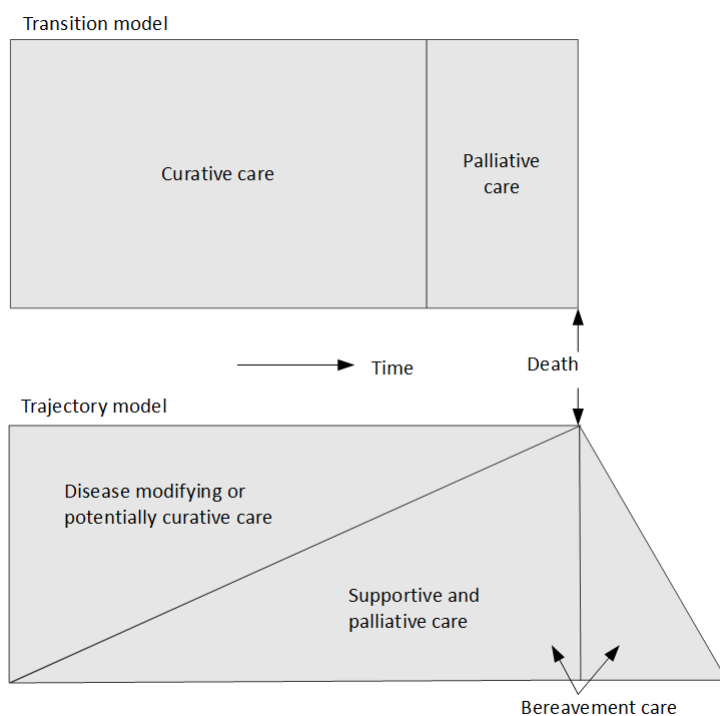 Transition model
Curative care
Palliative
care
Time
Death
Trajectory model
Disease modifying or
potentially curative care
Supportive and
palliative care
Bereavement care